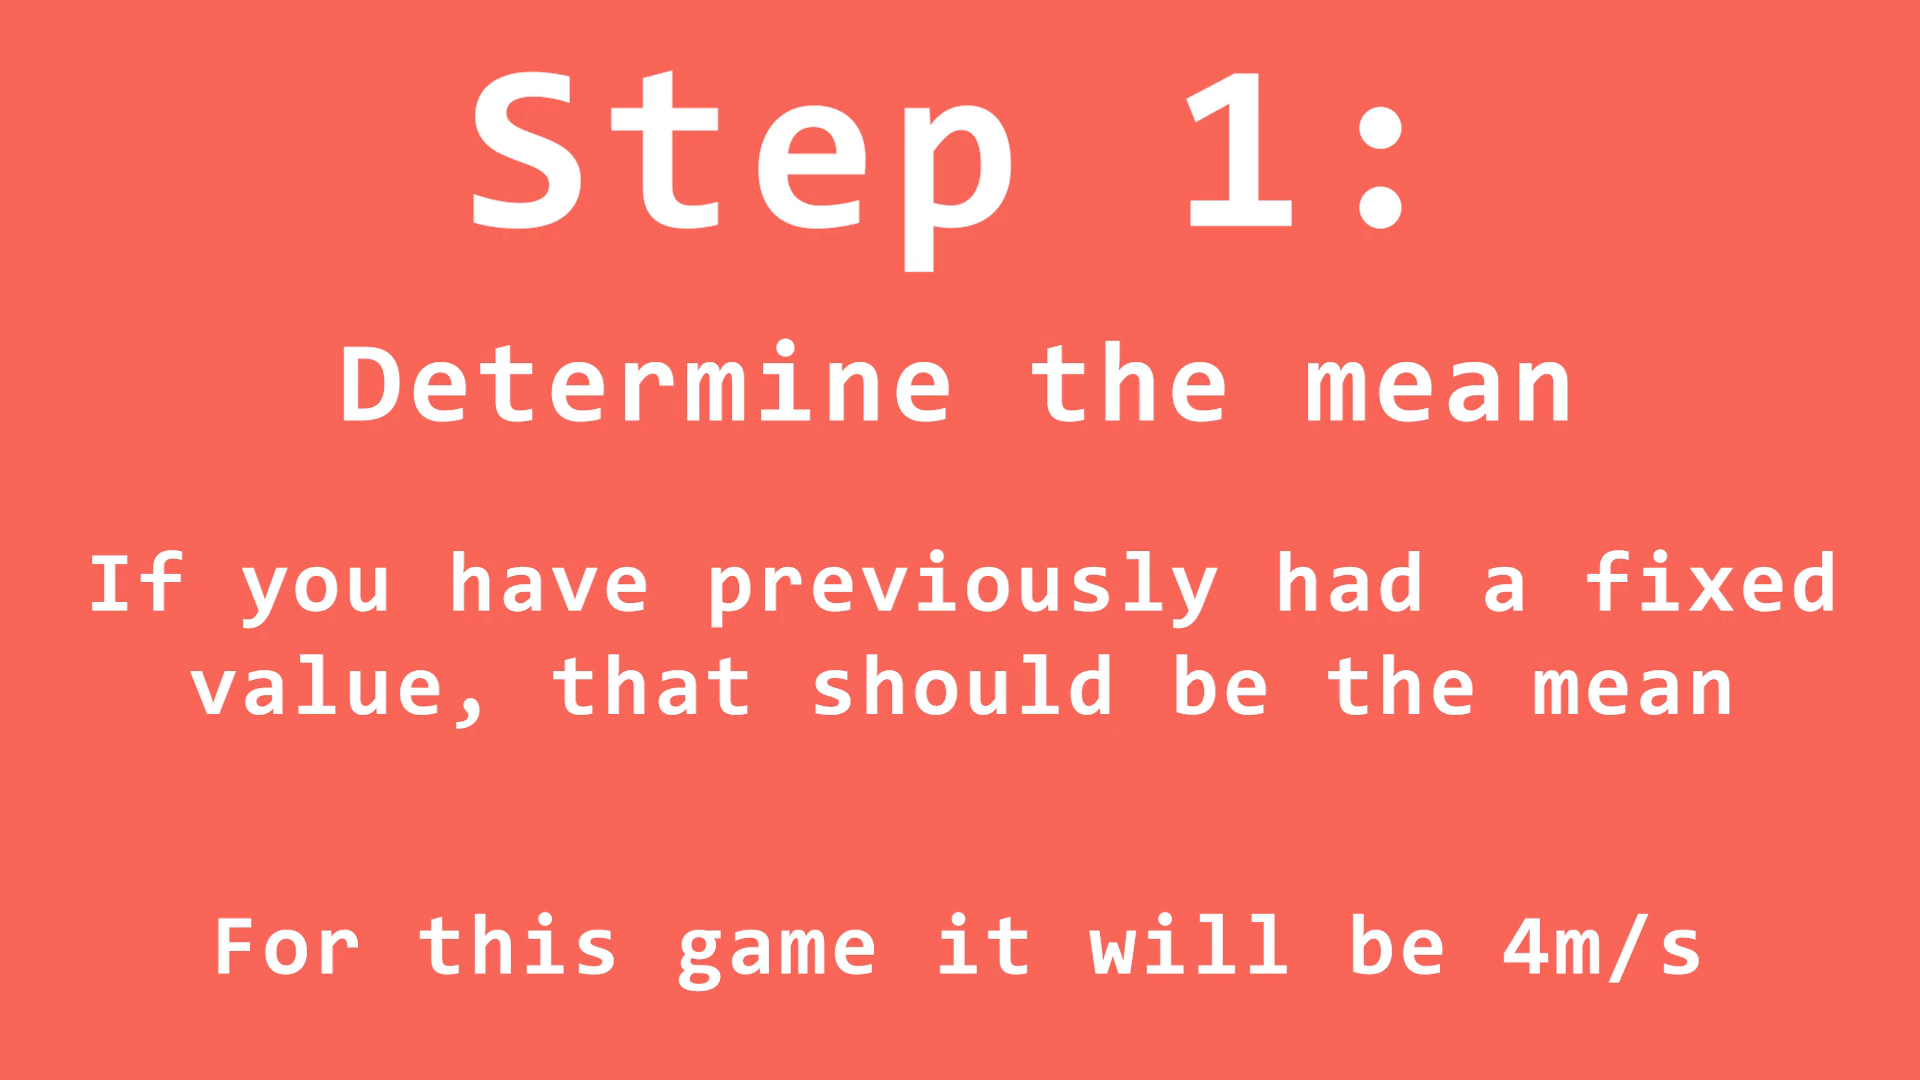 Step 1:
Determine the mean
If you have previously had a fixed
value, that should be the mean
For this game it will be 4m/s